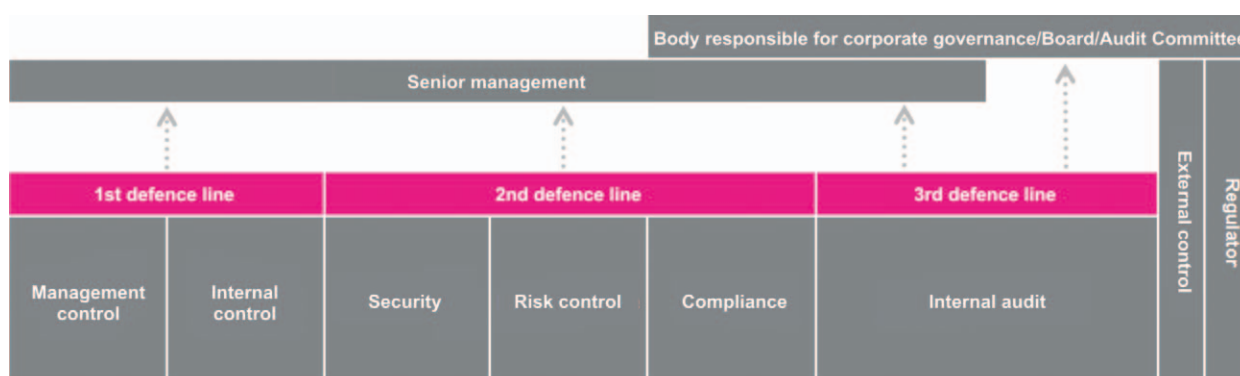 Body responsible for corporate governance/Board/Audit Committee
Senior management
1st defence line
2nd defence line
3rd defence line
Management
control
Internal
control
Security
Risk control
Compliance
Internal audit
External control
Regulator